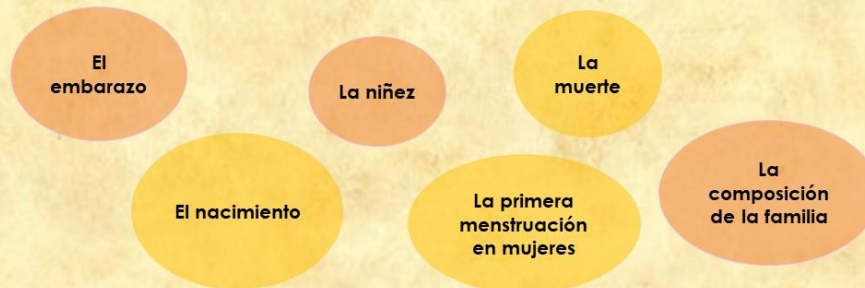 El
embarazo
La niñez
La
muerte
El nacimiento
La primera
menstruación
en mujeres
La
composición
de la familia